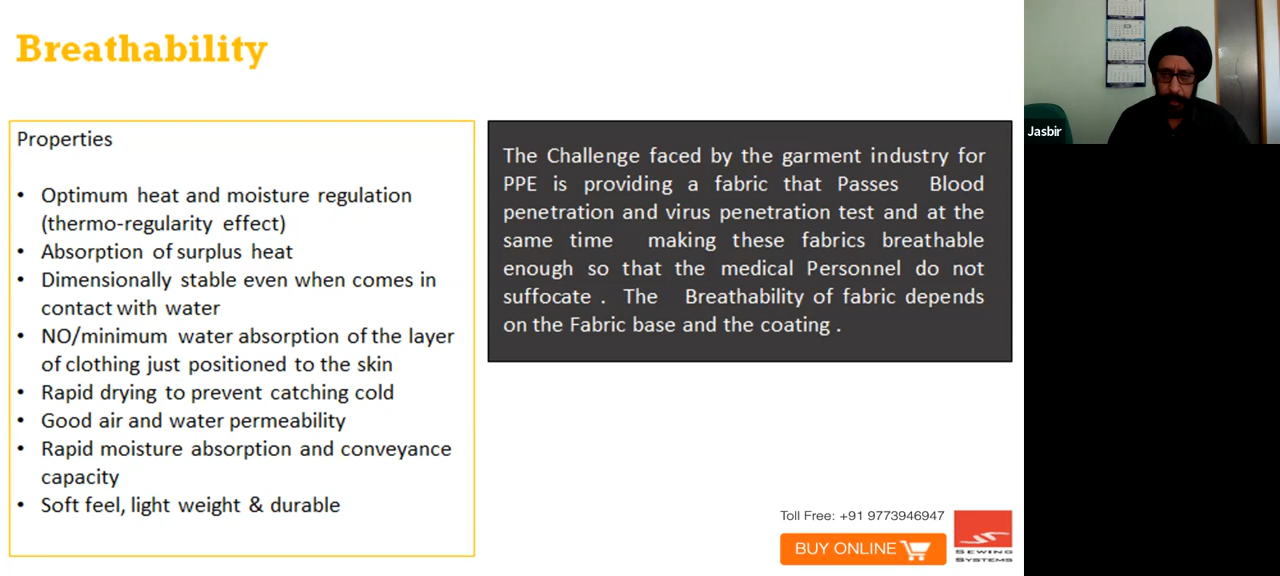 Breathability
Properties
• Optimum heat and moisture regulation
(thermo-regularity effect)
• Absorption of surplus heat
• Dimensionally stable even when comes in
contact with water
• NO/minimum water absorption of the layer
of clothing just positioned to the skin
• Rapid drying to prevent catching cold
• Good air and water permeability
• Rapid moisture absorption and conveyance
capacity
• Soft feel, light weight & durable
The Challenge faced by the garment industry for
PPE is providing a fabric that Passes Blood
penetration and virus penetration test and at the
same time making these fabrics breathable
enough so that the medical Personnel do not
suffocate . The Breathability of fabric depends
on the Fabric base and the coating .
Toll Free: +91 9773946947
BUY ONLINE
SEWING
SYSTEMS
Jasbir